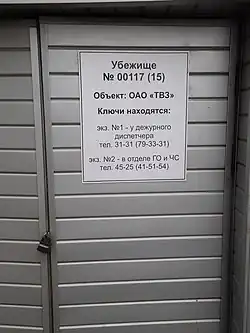 Убежище
№ 00117 (15)
Объект: ОАО «ТВЗ»
Ключи находятся:
экз. №1 - у дежурного
диспетчера
тел. 31-31 (79-33-31)
экз. №2 - в отделе ГО и ЧС
тел. 45-25 (41-51-54)